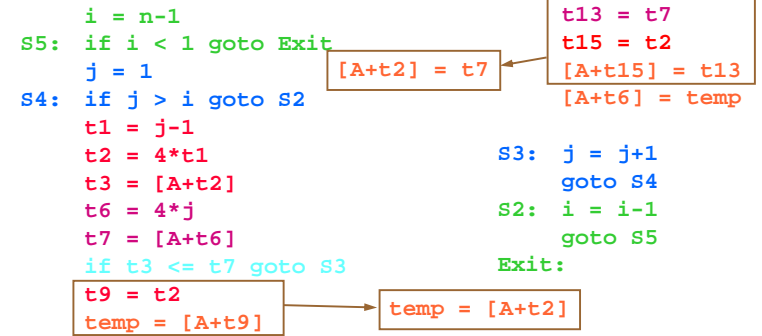 i = n-1
S5: if i < 1 goto Exit
j = 1
S4: if j > i goto S2
t1 = j-1
t2 = 4*t1
t3 = [A+t2]
t6 = 4*j
t7 = [A+t6]
if t3 <= t7 goto S3
t9 = t2
temp = [A+t9]
temp = [A+t2]
t13 = t7
t15 = t2
[A+t15] = t13
[A+t2] = t7
[A+t6] = temp
S3: j = j+1
goto S4
S2: i = i-1
goto S5
Exit: